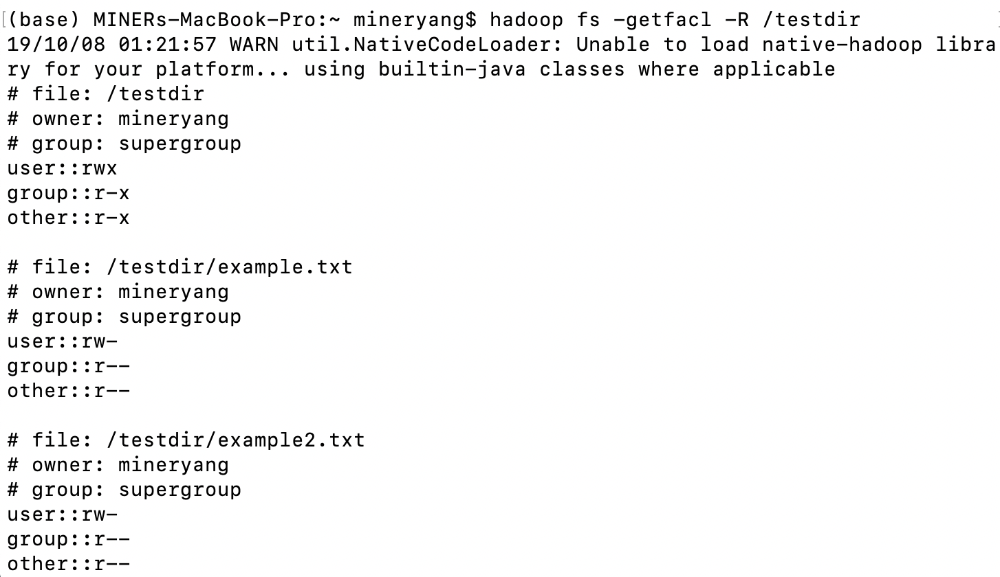 (base) MINERs-MacBook-Pro:~ mineryang$ hadoop fs -getfacl -R /testdir
19/10/08 01:21:57 WARN util.NativeCodeLoader: Unable to load native-hadoop libra
ry for your platform... using builtin-java classes where applicable
# file: /testdir
# owner: mineryang
# group: supergroup
user::rwx
group::r-x
other::r-x

# file: /testdir/example.txt
# owner: mineryang
# group: supergroup
user::rw-
group::r--
other::r--

# file: /testdir/example2.txt
# owner: mineryang
# group: supergroup
user::rw-
group::r--
other::r--